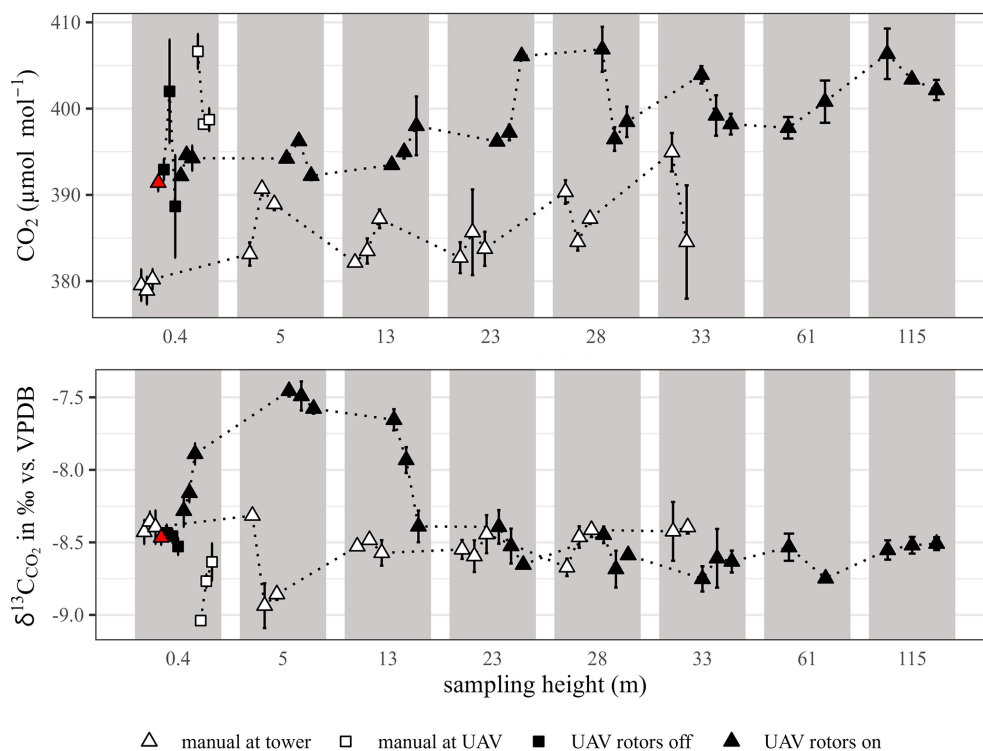 410
400
390
380
CO₂ (µmol mol⁻¹)
0.4 5 13 23 28 33 61 115
-7.5
-8.0
-8.5
-9.0
δ¹³C_CO₂ in ‰ vs. VPDB
0.4 5 13 23 28 33 61 115
sampling height (m)
manual at tower manual at UAV UAV rotors off UAV rotors on